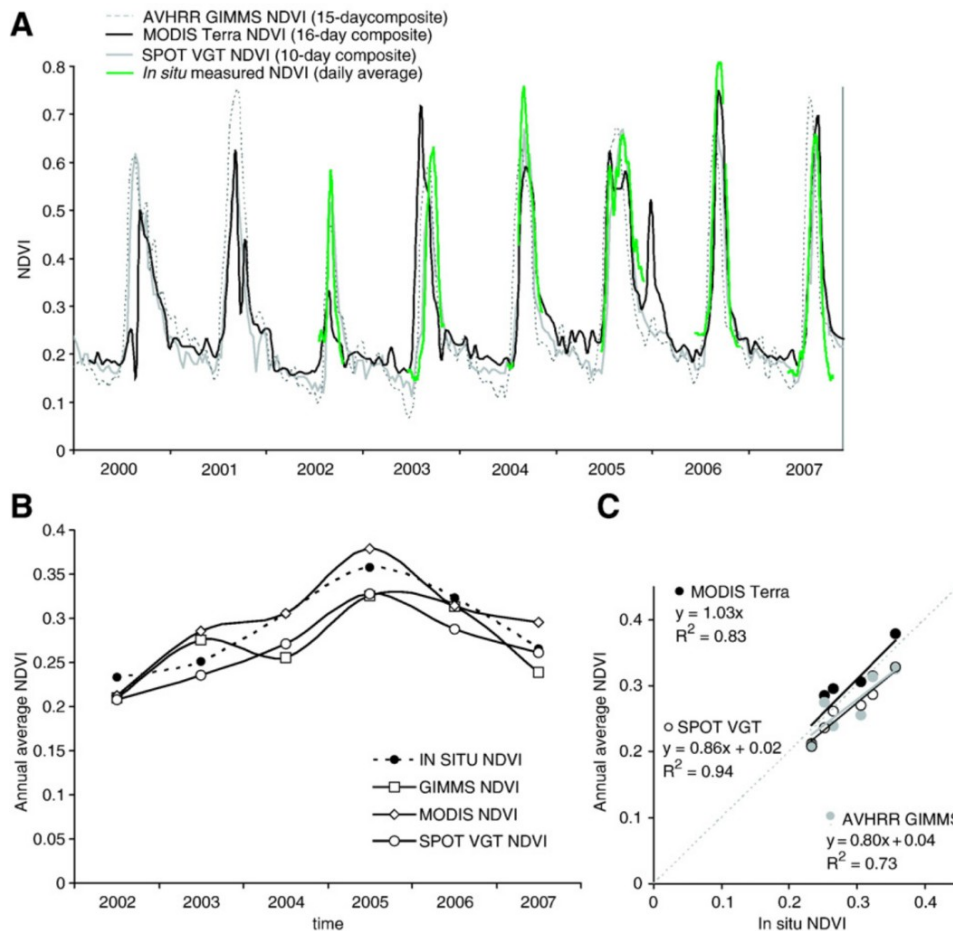 A
AVHRR GIMMS NDVI (15-daycomposite)
MODIS Terra NDVI (16-day composite)
SPOT VGT NDVI (10-day composite)
In situ measured NDVI (daily average)
0.8
0.7
0.6
0.5
0.4
0.3
0.2
0.1
0
NDVI
2000 2001 2002 2003 2004 2005 2006 2007
B
0.4
0.35
0.3
0.25
0.2
0.15
0.1
0.05
0
Annual average NDVI
IN SITU NDVI
GIMMS NDVI
MODIS NDVI
SPOT VGT NDVI
2002 2003 2004 2005 2006 2007
time
C
MODIS Terra
y = 1.03x
R² = 0.83
SPOT VGT
y = 0.86x + 0.02
R² = 0.94
AVHRR GIMMS
y = 0.80x + 0.04
R² = 0.73
0.4
0.3
0.2
0.1
0
Annual average NDVI
0 0.1 0.2 0.3 0.4
In situ NDVI